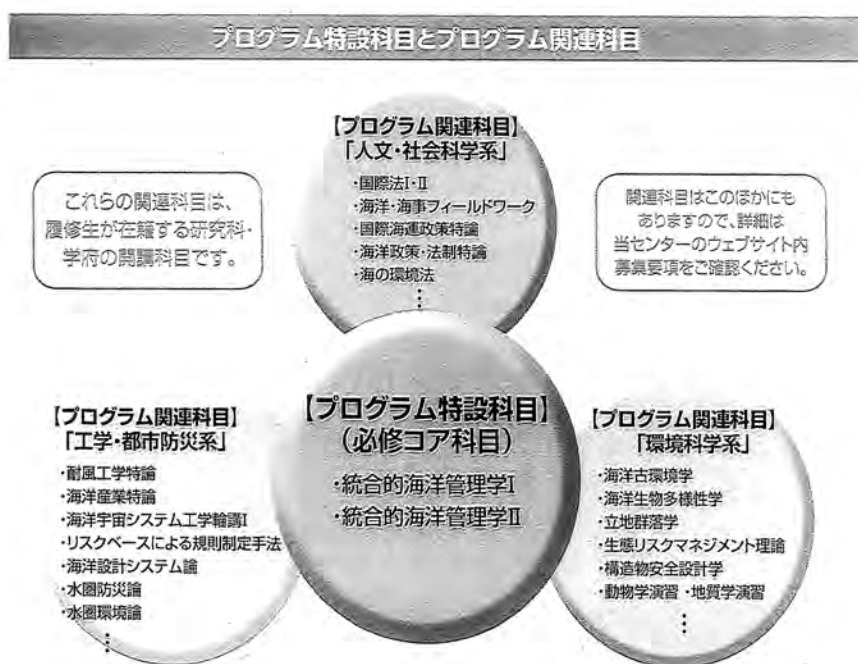 プログラム特設科目とプログラム関連科目
【プログラム関連科目】
「人文・社会科学系」
・国際法I・II
・海洋・海事フィールドワーク
・国際海運政策特論
・海洋政策・法制特論
・海の環境法
⋮
これらの関連科目は、
履修生が在籍する研究科・
学府の開講科目です。
関連科目はこのほかにも
ありますので、詳細は
当センターのウェブサイト内
募集要項をご確認ください。
【プログラム特設科目】
(必修コア科目)
・統合的海洋管理学I
・統合的海洋管理学II
【プログラム関連科目】
「工学・都市防災系」
・耐風工学特論
・海洋産業特論
・海洋宇宙システム工学輪講I
・リスクベースによる規則制定手法
・海洋設計システム論
・水圏防災論
・水圏環境論
⋮
【プログラム関連科目】
「環境科学系」
・海洋古環境学
・海洋生物多様性学
・立地群落学
・生態リスクマネジメント理論
・構造物安全設計学
・動物学演習 ・地質学演習
⋮